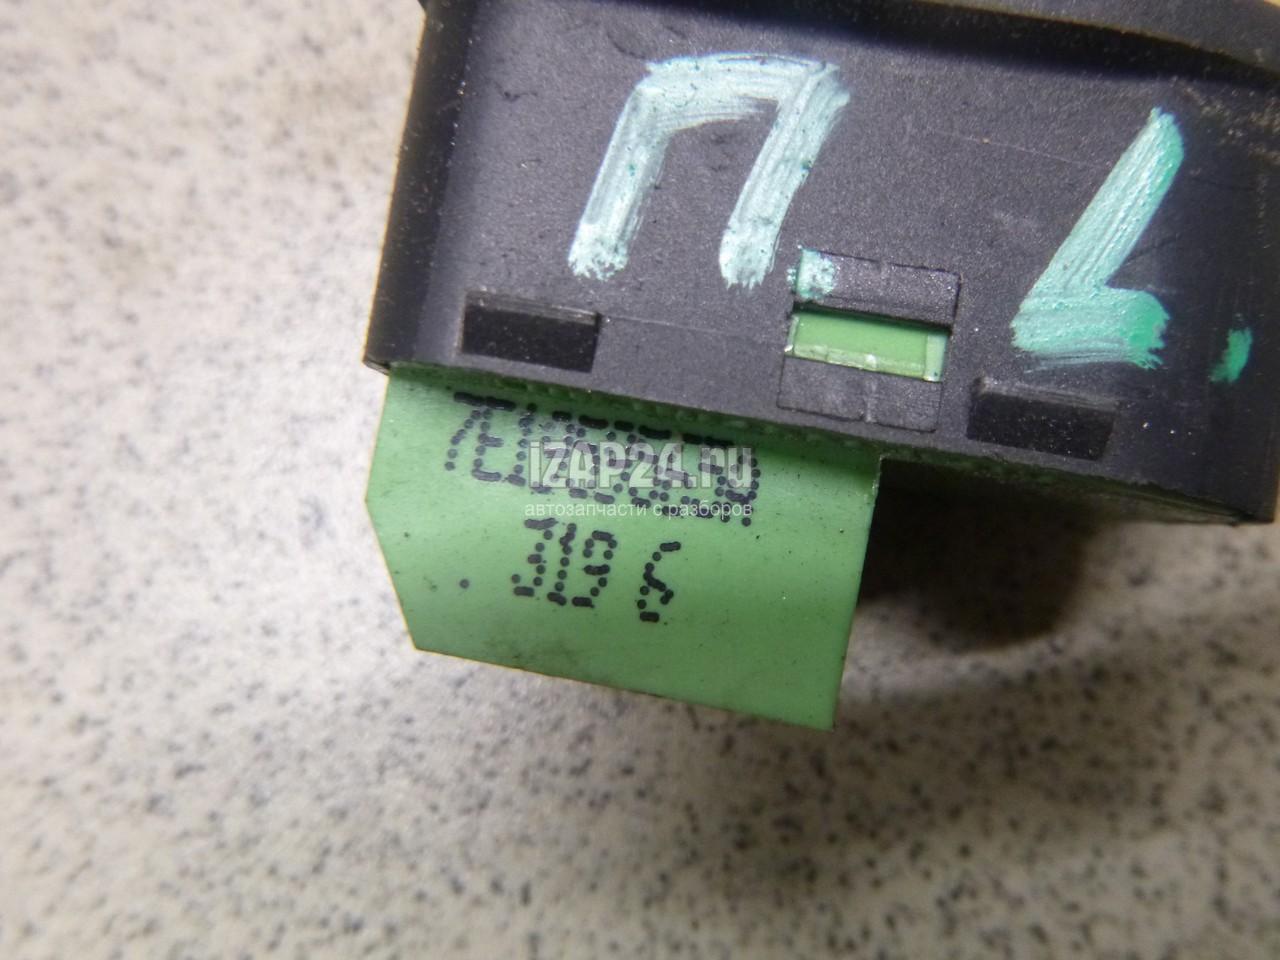 П.L.
iZAP24.ru
автозапчасти с разборов
319 6